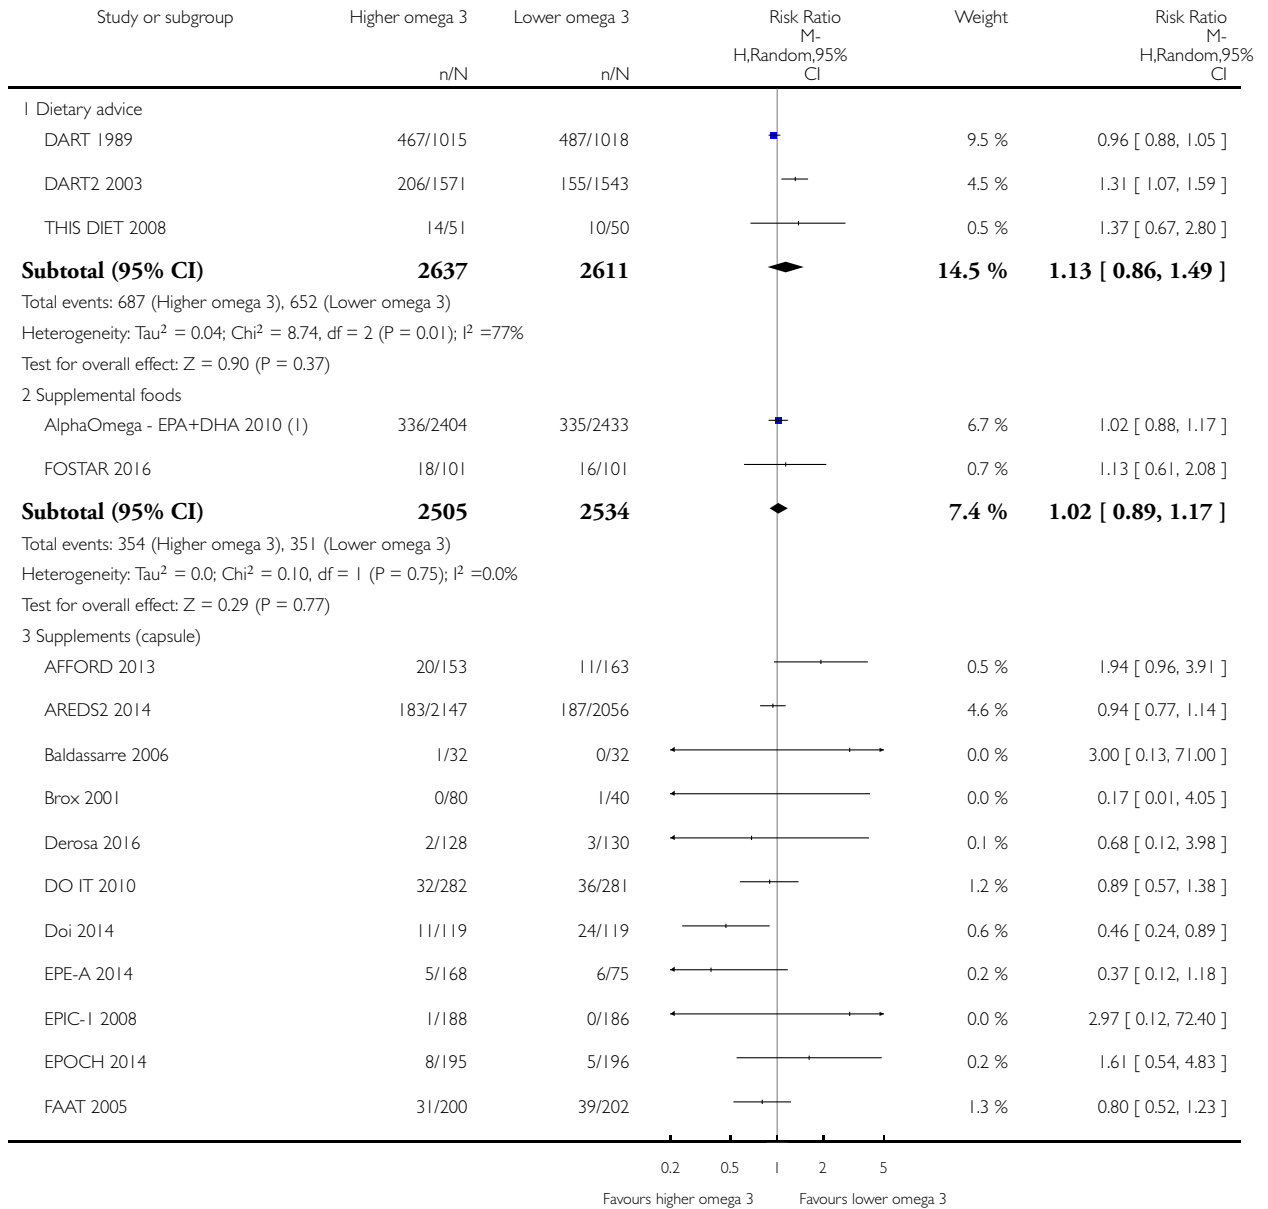 Study or subgroup Higher omega 3 Lower omega 3 Risk Ratio Weight Risk Ratio
M- M-
H,Random,95% H,Random,95%
n/N n/N CI CI
1 Dietary advice
DART 1989 467/1015 487/1018 9.5 % 0.96 [ 0.88, 1.05 ]
DART2 2003 206/1571 155/1543 4.5 % 1.31 [ 1.07, 1.59 ]
THIS DIET 2008 14/51 10/50 0.5 % 1.37 [ 0.67, 2.80 ]
Subtotal (95% CI) 2637 2611 14.5 % 1.13 [ 0.86, 1.49 ]
Total events: 687 (Higher omega 3), 652 (Lower omega 3)
Heterogeneity: Tau² = 0.04; Chi² = 8.74, df = 2 (P = 0.01); I² =77%
Test for overall effect: Z = 0.90 (P = 0.37)
2 Supplemental foods
AlphaOmega - EPA+DHA 2010 (1) 336/2404 335/2433 6.7 % 1.02 [ 0.88, 1.17 ]
FOSTAR 2016 18/101 16/101 0.7 % 1.13 [ 0.61, 2.08 ]
Subtotal (95% CI) 2505 2534 7.4 % 1.02 [ 0.89, 1.17 ]
Total events: 354 (Higher omega 3), 351 (Lower omega 3)
Heterogeneity: Tau² = 0.0; Chi² = 0.10, df = 1 (P = 0.75); I² =0.0%
Test for overall effect: Z = 0.29 (P = 0.77)
3 Supplements (capsule)
AFFORD 2013 20/153 11/163 0.5 % 1.94 [ 0.96, 3.91 ]
AREDS2 2014 183/2147 187/2056 4.6 % 0.94 [ 0.77, 1.14 ]
Baldassarre 2006 1/32 0/32 0.0 % 3.00 [ 0.13, 71.00 ]
Brox 2001 0/80 1/40 0.0 % 0.17 [ 0.01, 4.05 ]
Derosa 2016 2/128 3/130 0.1 % 0.68 [ 0.12, 3.98 ]
DO IT 2010 32/282 36/281 1.2 % 0.89 [ 0.57, 1.38 ]
Doi 2014 11/119 24/119 0.6 % 0.46 [ 0.24, 0.89 ]
EPE-A 2014 5/168 6/75 0.2 % 0.37 [ 0.12, 1.18 ]
EPIC-1 2008 1/188 0/186 0.0 % 2.97 [ 0.12, 72.40 ]
EPOCH 2014 8/195 5/196 0.2 % 1.61 [ 0.54, 4.83 ]
FAAT 2005 31/200 39/202 1.3 % 0.80 [ 0.52, 1.23 ]
0.2 0.5 1 2 5
Favours higher omega 3 Favours lower omega 3